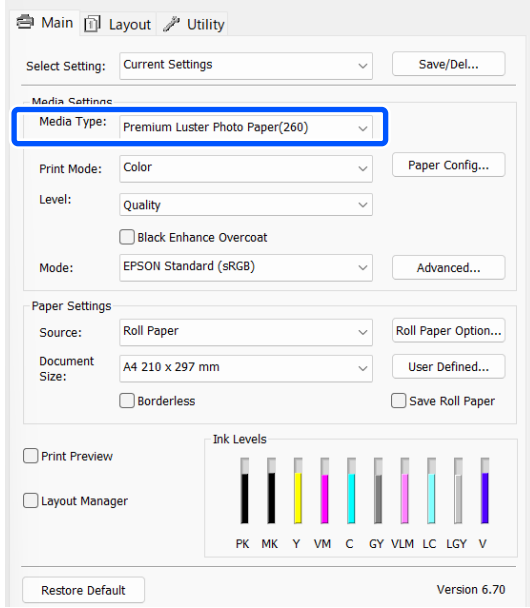 Main Layout Utility
Select Setting: Current Settings Save/Del...
Media Settings
Media Type: Premium Luster Photo Paper(260)
Print Mode: Color Paper Config...
Level: Quality
Black Enhance Overcoat
Mode: EPSON Standard (sRGB) Advanced...
Paper Settings
Source: Roll Paper Roll Paper Option...
Document
Size: A4 210 x 297 mm User Defined...
Borderless Save Roll Paper
Print Preview
Layout Manager
Ink Levels
PK MK Y VM C GY VLM LC LGY V
Restore Default Version 6.70